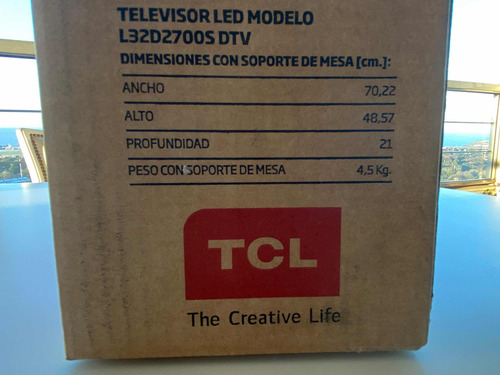 TELEVISOR LED MODELO
L32D2700S DTV
DIMENSIONES CON SOPORTE DE MESA [cm.]:
ANCHO 70,22
ALTO 48,57
PROFUNDIDAD 21
PESO CON SOPORTE DE MESA 4,5 Kg.
TCL
The Creative Life